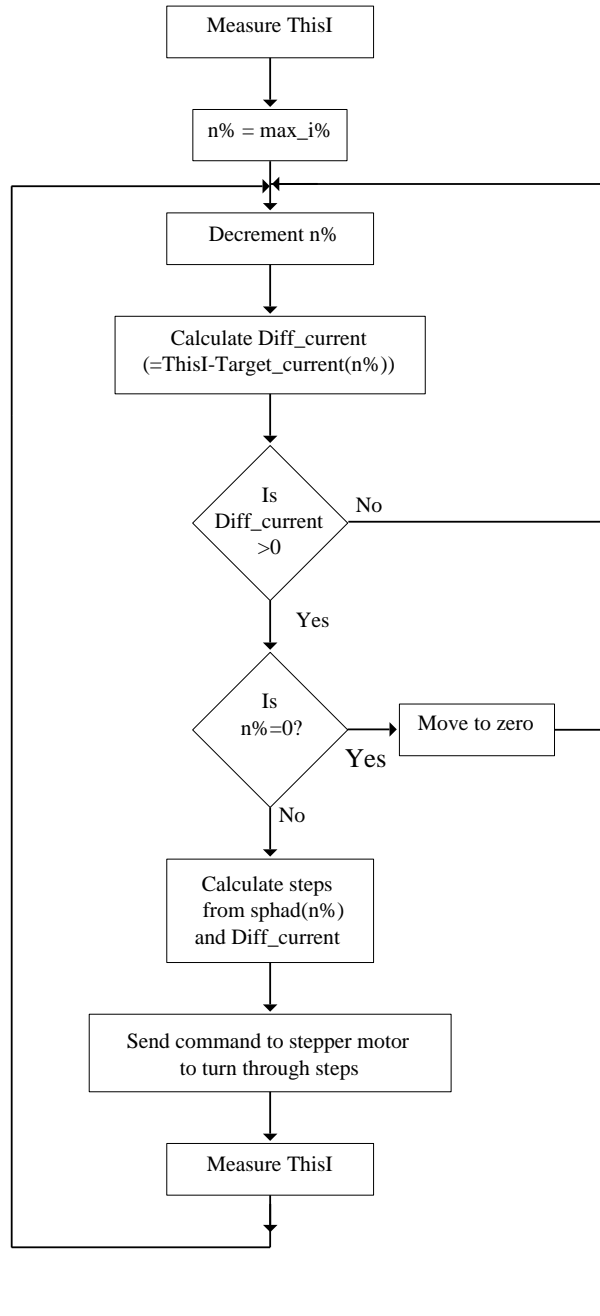 Measure ThisI
n% = max_i%
Decrement n%
Calculate Diff_current
(=ThisI-Target_current(n%))
Is
Diff_current
>0
No
Yes
Is
n%=0?
Yes
Move to zero
No
Calculate steps
from sphad(n%)
and Diff_current
Send command to stepper motor
to turn through steps
Measure ThisI